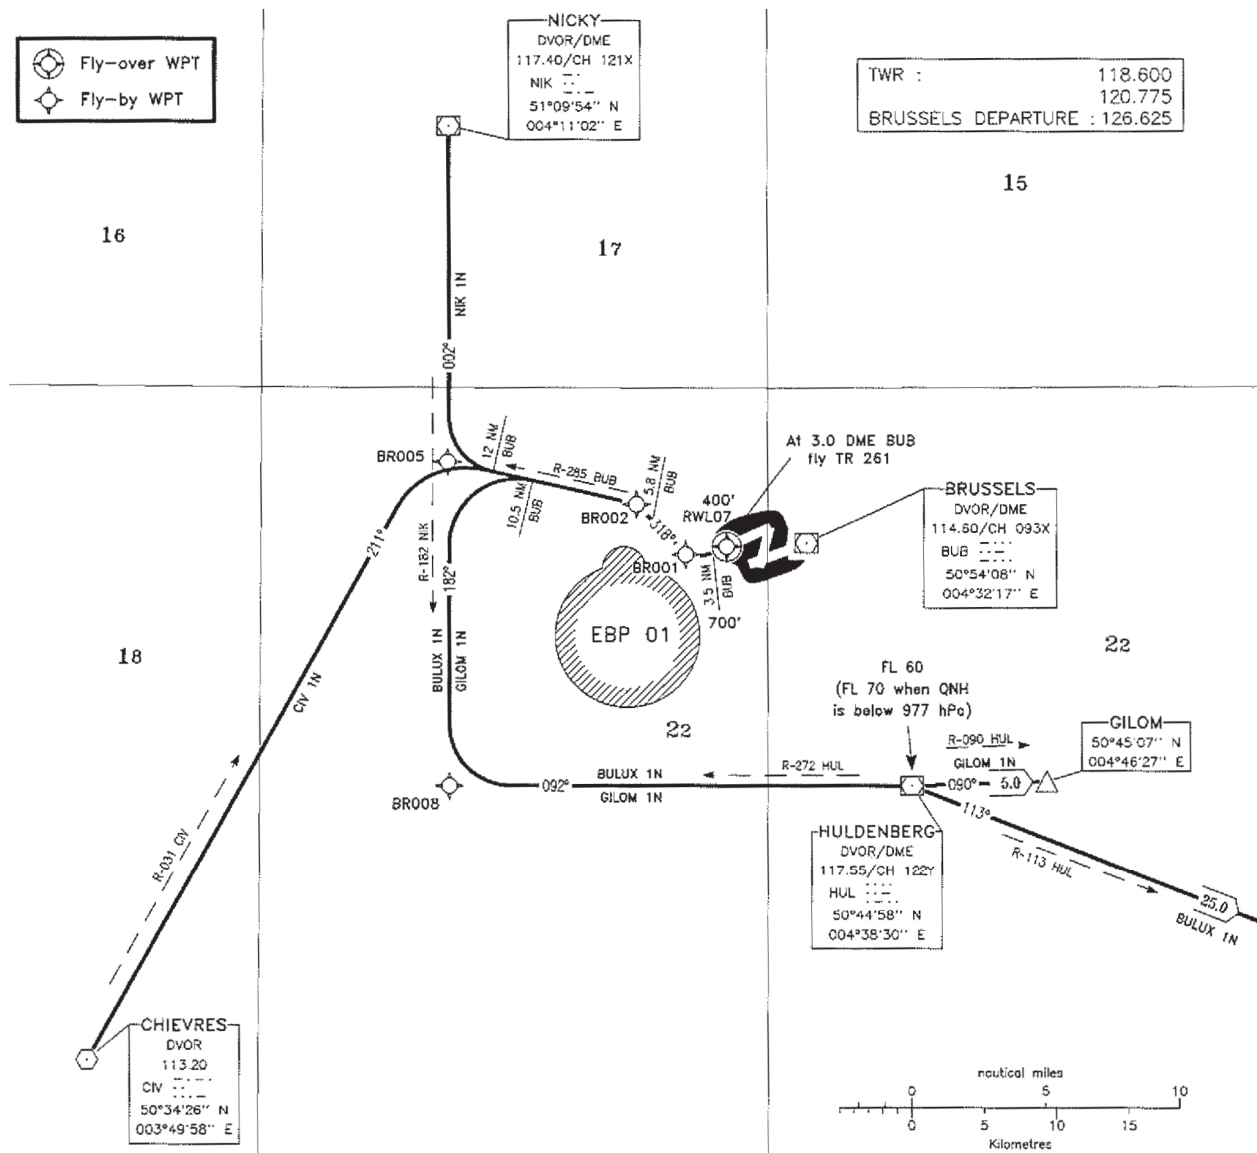 Fly-over WPT
Fly-by WPT
NICKY
DVOR/DME
117.40/CH 121X
NIK
51°09'54'' N
004°11'02'' E
TWR : 118.600
120.775
BRUSSELS DEPARTURE : 126.625
16
17
15
NIK 1N
002°
BR005
12 NM
BUB
R-285 BUB
10.5 NM
BUB
5.8 NM
BUB
BR002
318°
BR001
400'
RWL07
3.5 NM
BUB
700'
At 3.0 DME BUB
fly TR 261
BRUSSELS
DVOR/DME
114.60/CH 093X
BUB
50°54'08'' N
004°32'17'' E
211°
R-182 NIK
182°
EBP 01
18
22
CIV 1N
BULUX 1N
GILOM 1N
22
FL 60
(FL 70 when QNH
is below 977 hPa)
GILOM
50°45'07'' N
004°46'27'' E
R-090 HUL
GILOM 1N
090°
5.0
R-272 HUL
BULUX 1N
092°
GILOM 1N
BR008
113°
R-113 HUL
25.0
BULUX 1N
HULDENBERG
DVOR/DME
117.55/CH 122Y
HUL
50°44'58'' N
004°38'30'' E
R-031 CIV
CHIEVRES
DVOR
113.20
CIV
50°34'26'' N
003°49'58'' E
nautical miles
0 5 10
0 5 10 15
Kilometres